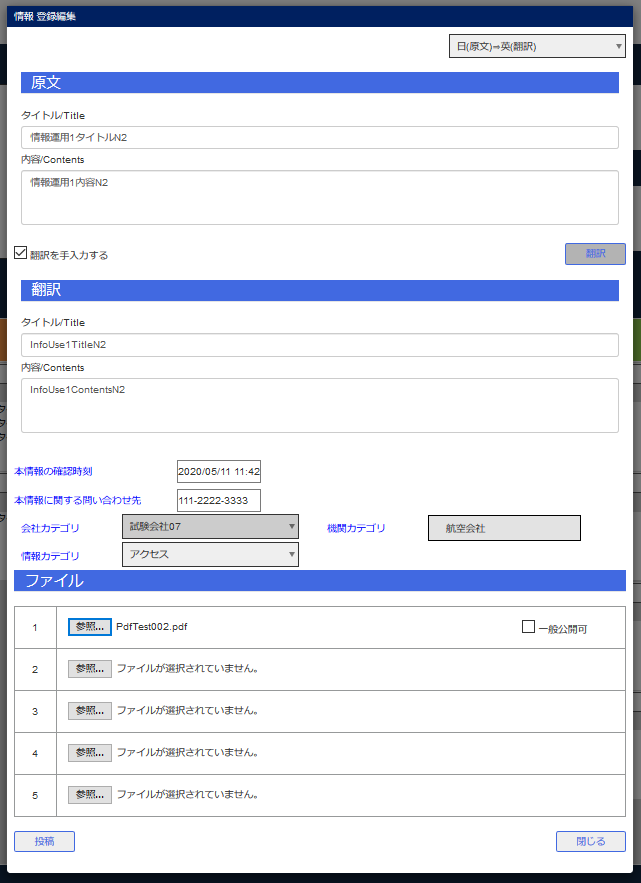 情報 登録編集
日(原文)⇒英(翻訳)
原文
タイトル/Title
情報運用1タイトルN2
内容/Contents
情報運用1内容N2
翻訳を手入力する
翻訳
翻訳
タイトル/Title
InfoUse1TitleN2
内容/Contents
InfoUse1ContentsN2
本情報の確認時刻
2020/05/11 11:42
本情報に関する問い合わせ先
111-2222-3333
会社カテゴリ 試験会社07 機関カテゴリ 航空会社
情報カテゴリ アクセス
ファイル
1 参照... PdfTest002.pdf 一般公開可
2 参照... ファイルが選択されていません。
3 参照... ファイルが選択されていません。
4 参照... ファイルが選択されていません。
5 参照... ファイルが選択されていません。
投稿 閉じる